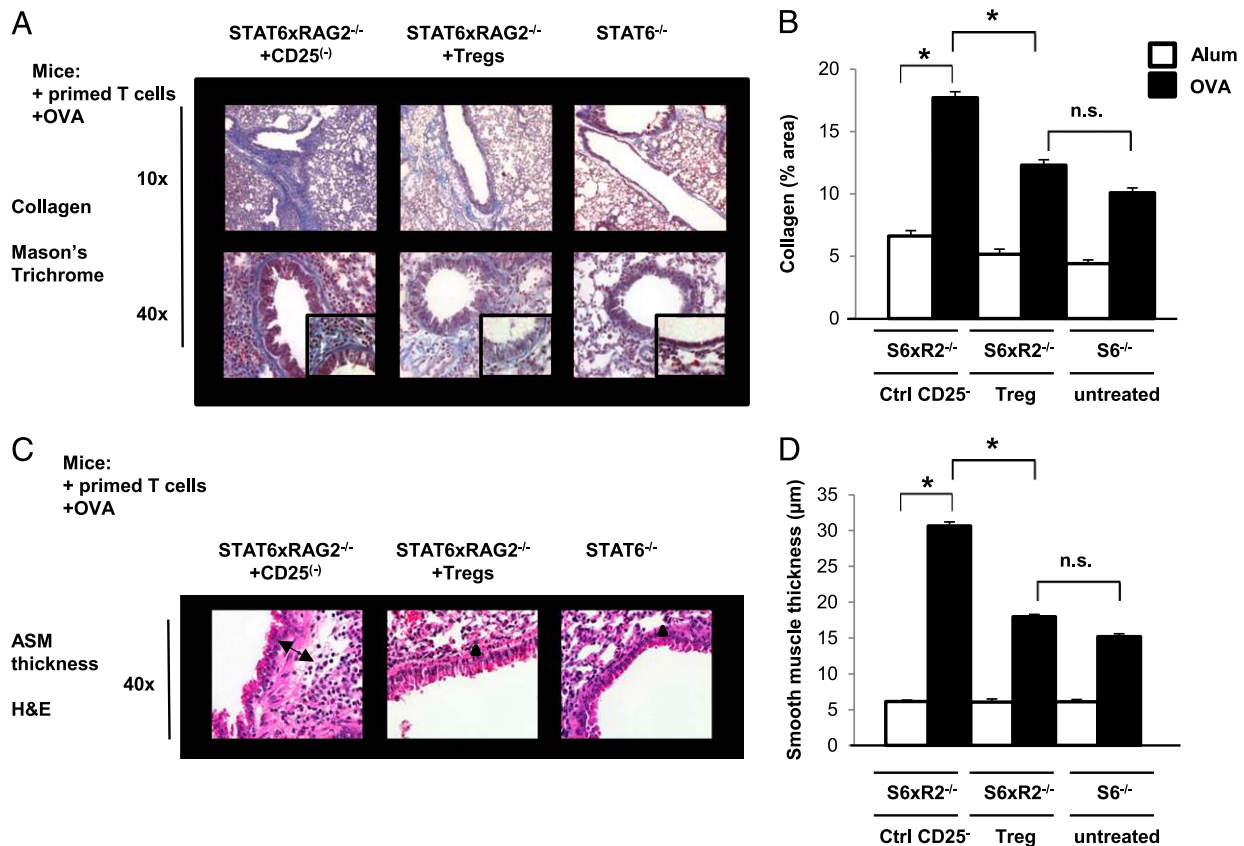 A
STAT6xRAG2-/- +CD25(-)
STAT6xRAG2-/- +Tregs
STAT6-/-
Mice:
+ primed T cells
+OVA
10x
Collagen
Mason's
Trichrome
40x
B
*
*
n.s.
Alum
OVA
Collagen (% area)
20
15
10
5
0
S6xR2-/-
S6xR2-/-
S6-/-
Ctrl CD25-
Treg
untreated
C
Mice:
+ primed T cells
+OVA
STAT6xRAG2-/- +CD25(-)
STAT6xRAG2-/- +Tregs
STAT6-/-
ASM
thickness
40x
H&E
D
*
*
n.s.
Smooth muscle thickness (µm)
35
30
25
20
15
10
5
0
S6xR2-/-
S6xR2-/-
S6-/-
Ctrl CD25-
Treg
untreated